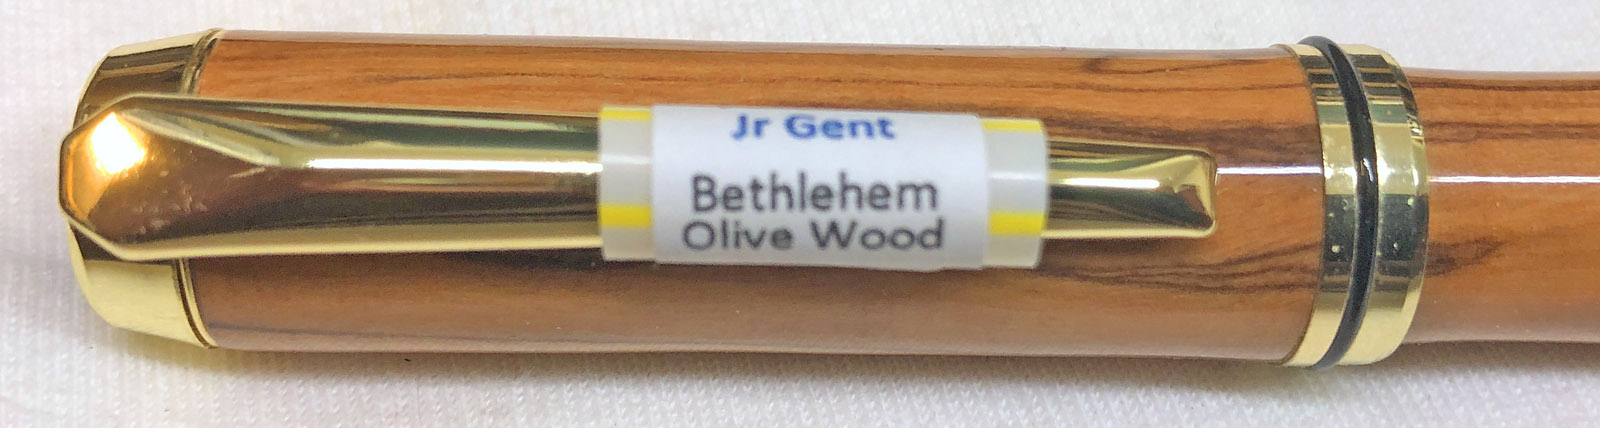 Jr Gent
Bethlehem
Olive Wood